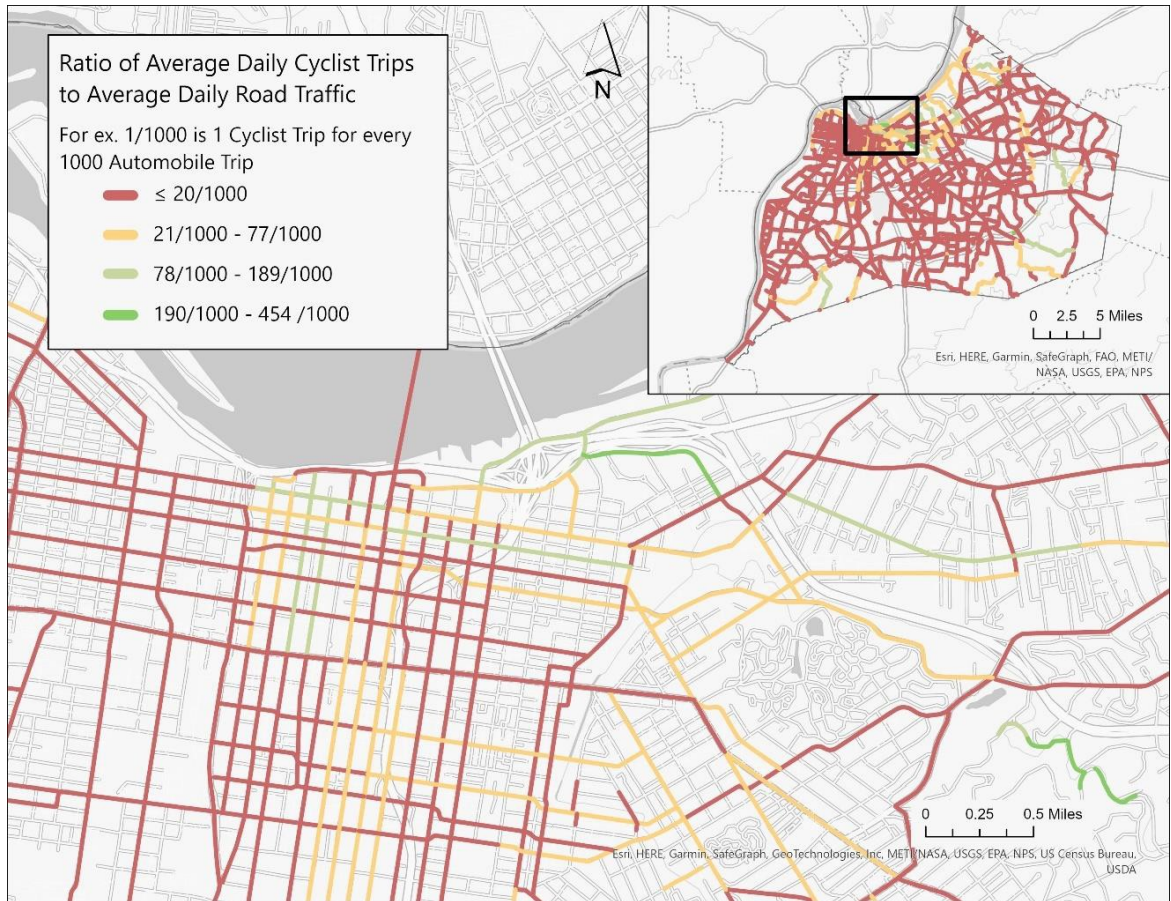 Ratio of Average Daily Cyclist Trips
to Average Daily Road Traffic
For ex. 1/1000 is 1 Cyclist Trip for every
1000 Automobile Trip
≤ 20/1000
21/1000 - 77/1000
78/1000 - 189/1000
190/1000 - 454 /1000
N
0 2.5 5 Miles
Esri, HERE, Garmin, SafeGraph, FAO, METI/
NASA, USGS, EPA, NPS
0 0.25 0.5 Miles
Esri, HERE, Garmin, SafeGraph, GeoTechnologies, Inc, METI/NASA, USGS, EPA, NPS, US Census Bureau,
USDA